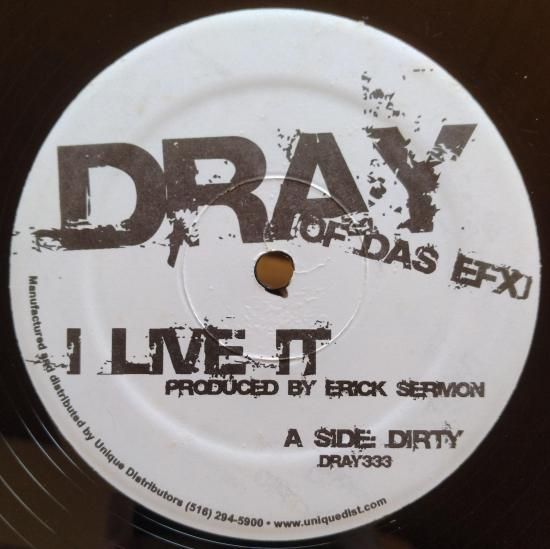 DRAY
(OF DAS EFX)
I LIVE IT
PRODUCED BY ERICK SERMON
A SIDE: DIRTY
DRAY333
Manufactured and distributed by Unique Distributors (516) 294-5900 • www.uniquedist.com